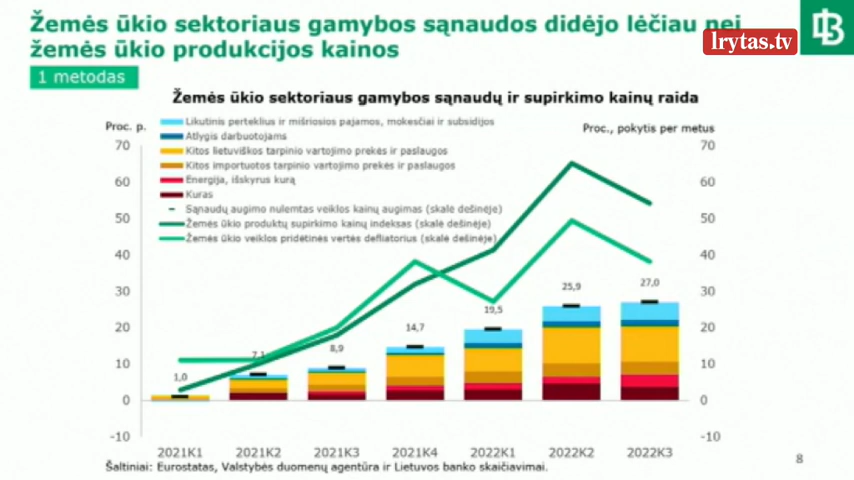 Žemės ūkio sektoriaus gamybos sąnaudos didėjo lėčiau nei
žemės ūkio produkcijos kainos
lrytas.tv
1 metodas
Žemės ūkio sektoriaus gamybos sąnaudų ir supirkimo kainų raida
Proc. p.
Proc., pokytis per metus
Likutinis perteklius ir mišriosios pajamos, mokesčiai ir subsidijos
Atlygis darbuotojams
Kitos lietuviškos tarpinio vartojimo prekės ir paslaugos
Kitos importuotos tarpinio vartojimo prekės ir paslaugos
Energija, išskyrus kurą
Kuras
Sąnaudų augimo nulemtas veiklos kainų augimas (skalė dešinėje)
Žemės ūkio produktų supirkimo kainų indeksas (skalė dešinėje)
Žemės ūkio veiklos pridėtinės vertės defliatorius (skalė dešinėje)
70 70
60 60
50 50
40 40
30 30
20 20
10 10
0 0
-10 -10
1,0 7,1 8,9 14,7 19,5 25,9 27,0
2021K1 2021K2 2021K3 2021K4 2022K1 2022K2 2022K3
Šaltiniai: Eurostatas, Valstybės duomenų agentūra ir Lietuvos banko skaičiavimai.
8